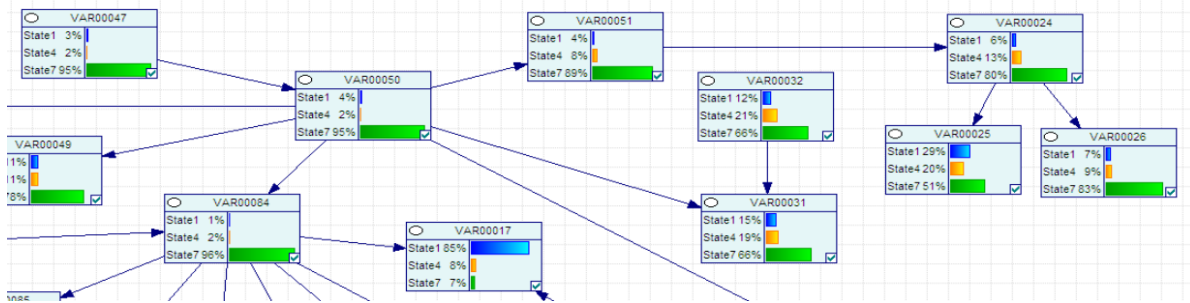 VAR00047
State1 3%
State4 2%
State7 95%
VAR00051
State1 4%
State4 8%
State7 89%
VAR00024
State1 6%
State4 13%
State7 80%
VAR00050
State1 4%
State4 2%
State7 95%
VAR00032
State1 12%
State4 21%
State7 66%
VAR00049
11%
11%
78%
VAR00025
State1 29%
State4 20%
State7 51%
VAR00026
State1 7%
State4 9%
State7 83%
VAR00084
State1 1%
State4 2%
State7 96%
VAR00017
State1 85%
State4 8%
State7 7%
VAR00031
State1 15%
State4 19%
State7 66%